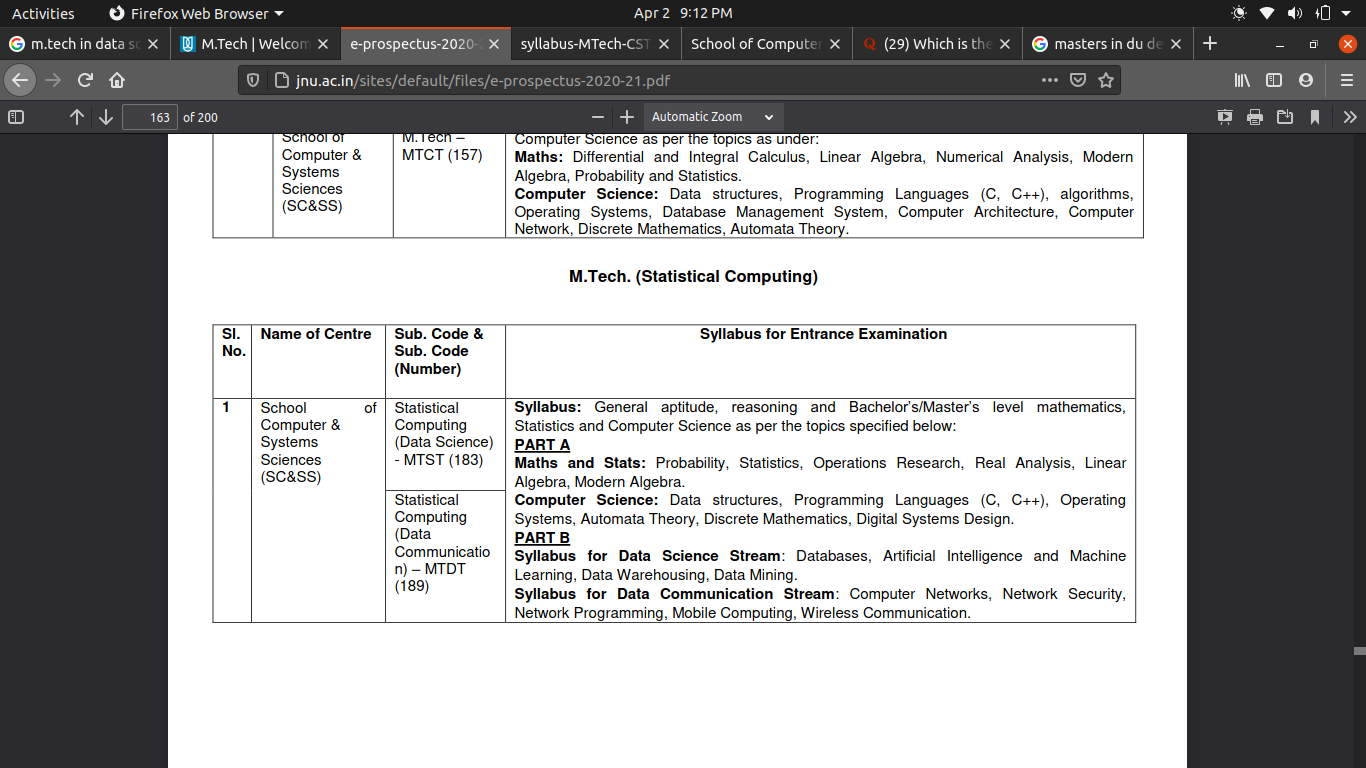 Activities Firefox Web Browser Apr 2 9:12 PM
m.tech in data sc M.Tech | Welcom e-prospectus-2020- syllabus-MTech-CST School of Computer (29) Which is the masters in du de
jnu.ac.in/sites/default/files/e-prospectus-2020-21.pdf
163 of 200 Automatic Zoom
School of
Computer &
Systems
Sciences
(SC&SS)
M.Tech –
MTCT (157)
Computer Science as per the topics as under:
Maths: Differential and Integral Calculus, Linear Algebra, Numerical Analysis, Modern
Algebra, Probability and Statistics.
Computer Science: Data structures, Programming Languages (C, C++), algorithms,
Operating Systems, Database Management System, Computer Architecture, Computer
Network, Discrete Mathematics, Automata Theory.
M.Tech. (Statistical Computing)
Sl.
No.
Name of Centre
Sub. Code &
Sub. Code
(Number)
Syllabus for Entrance Examination
1
School of
Computer &
Systems
Sciences
(SC&SS)
Statistical
Computing
(Data Science)
- MTST (183)
Statistical
Computing
(Data
Communicatio
n) – MTDT
(189)
Syllabus: General aptitude, reasoning and Bachelor's/Master's level mathematics,
Statistics and Computer Science as per the topics specified below:
PART A
Maths and Stats: Probability, Statistics, Operations Research, Real Analysis, Linear
Algebra, Modern Algebra.
Computer Science: Data structures, Programming Languages (C, C++), Operating
Systems, Automata Theory, Discrete Mathematics, Digital Systems Design.
PART B
Syllabus for Data Science Stream: Databases, Artificial Intelligence and Machine
Learning, Data Warehousing, Data Mining.
Syllabus for Data Communication Stream: Computer Networks, Network Security,
Network Programming, Mobile Computing, Wireless Communication.